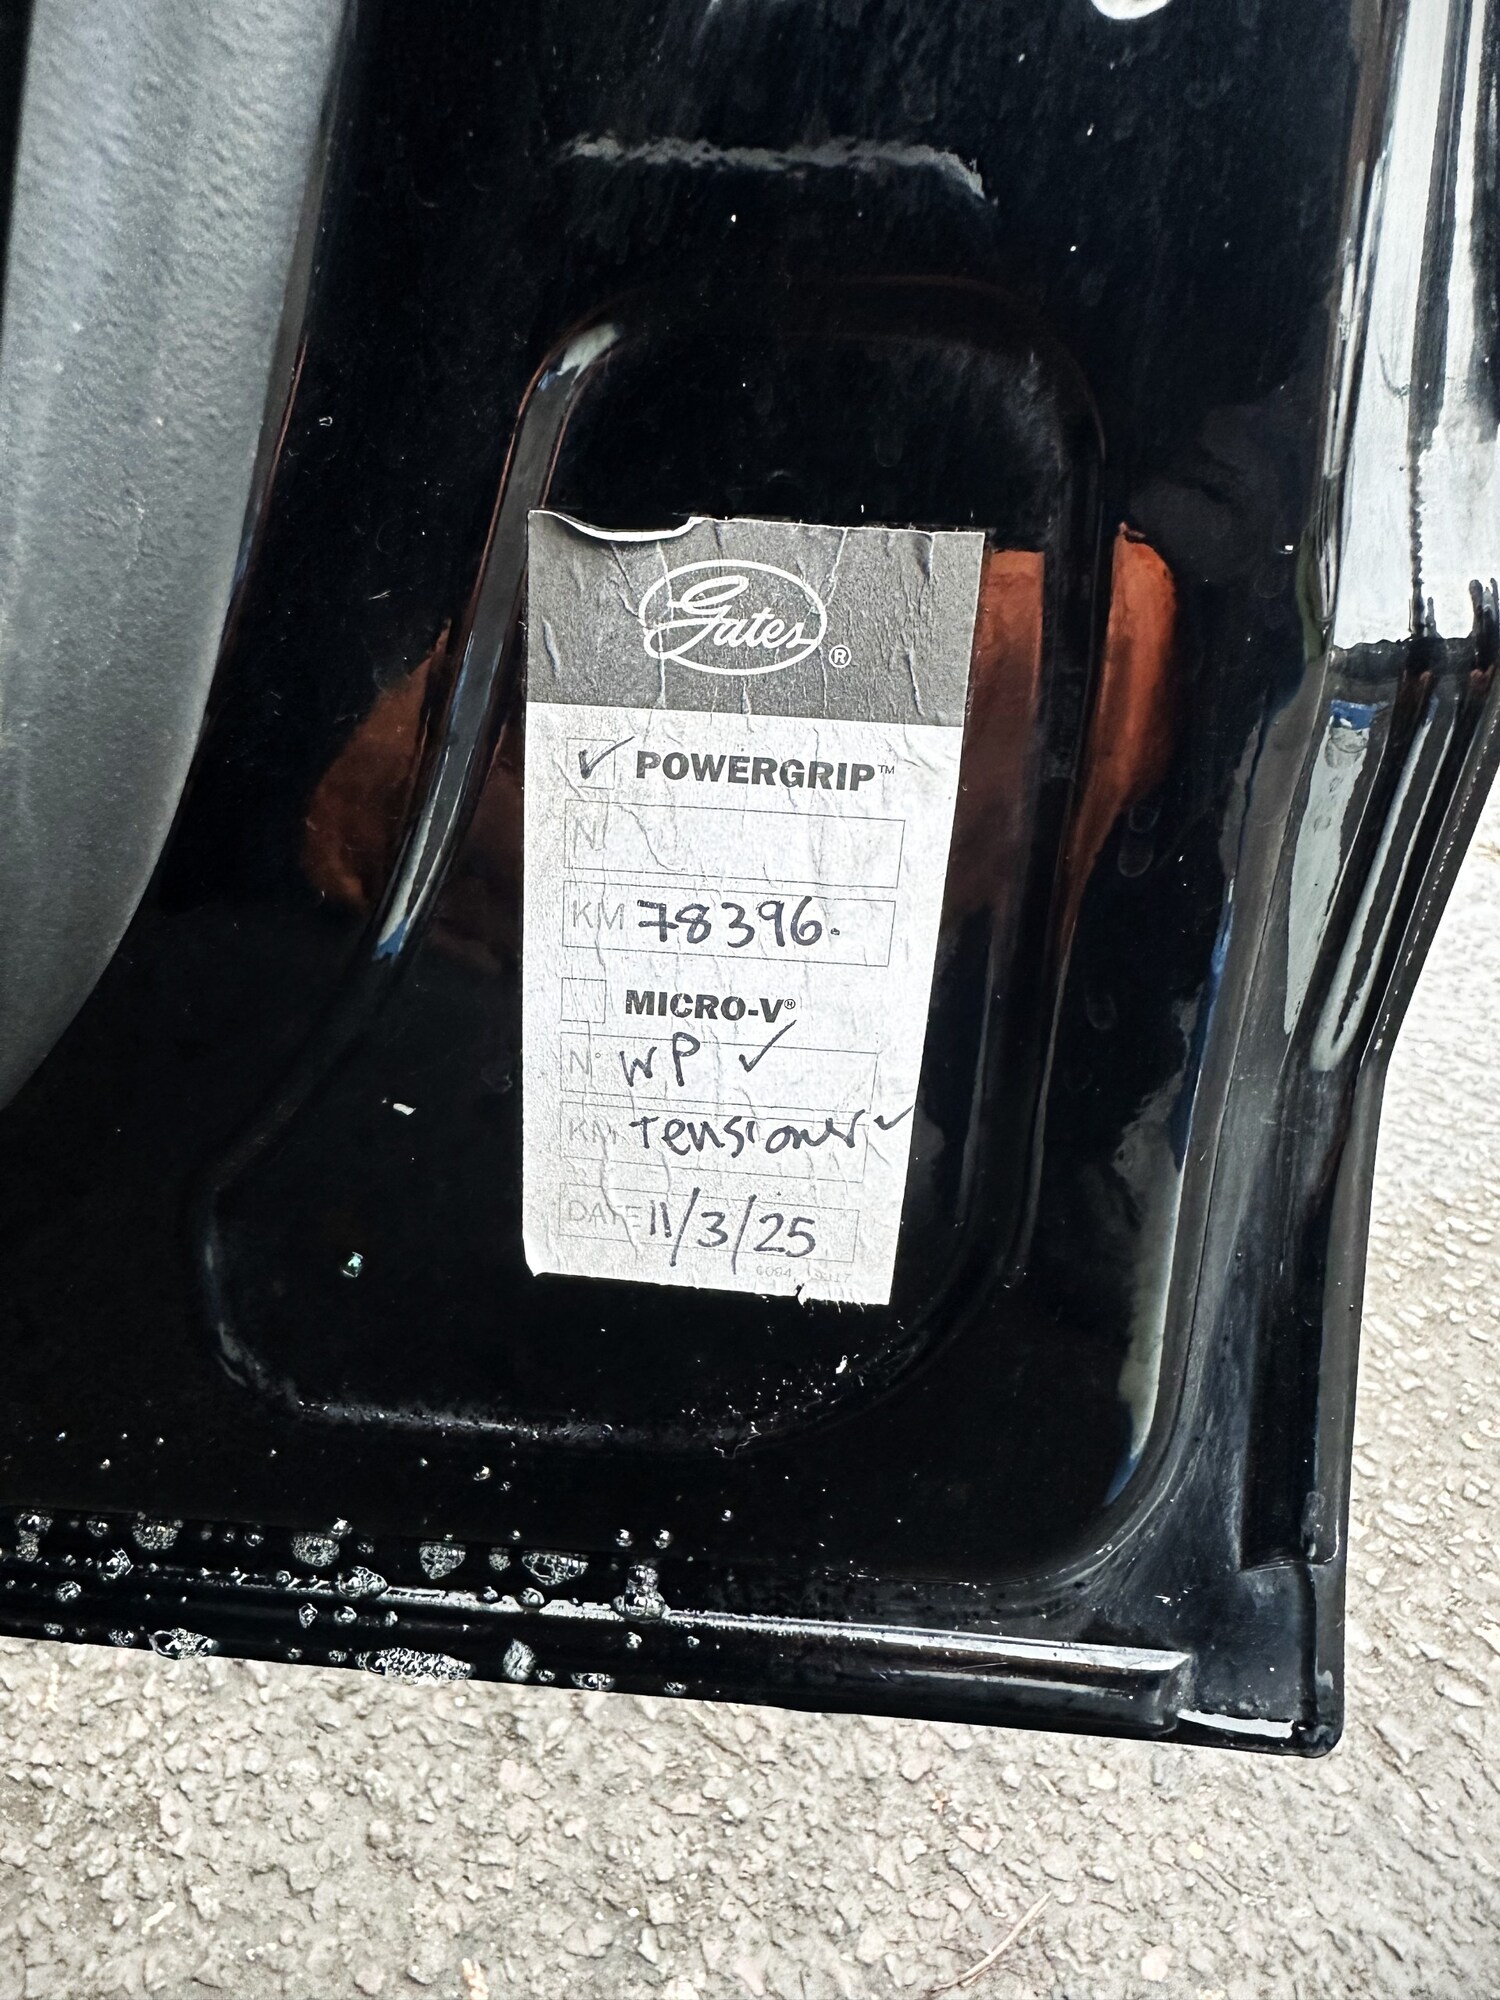 Gates®
✓ POWERGRIP™
N
KM 78396.
MICRO-V®
N° WP ✓
KM Tensioner ✓
DATE 11/3/25